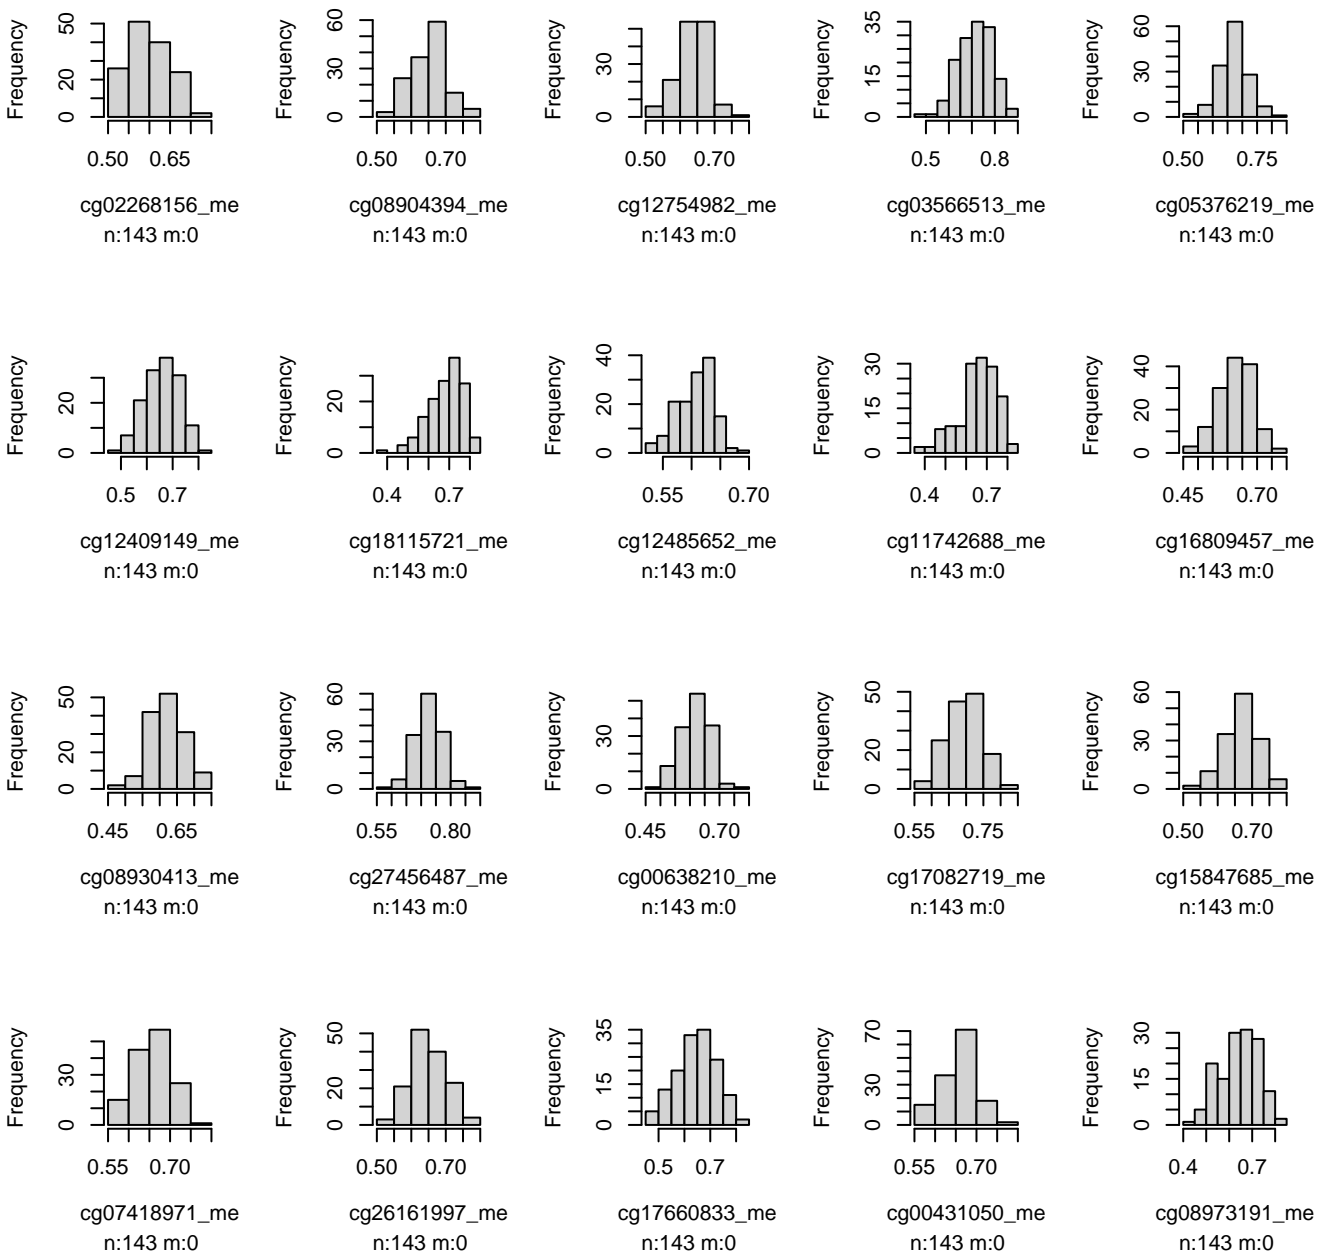 Frequency
0 20 50
0.50 0.65
cg02268156_me
n:143 m:0
Frequency
0 30 60
0.50 0.70
cg08904394_me
n:143 m:0
Frequency
0 30
0.50 0.70
cg12754982_me
n:143 m:0
Frequency
0 15 35
0.5 0.8
cg03566513_me
n:143 m:0
Frequency
0 30 60
0.50 0.75
cg05376219_me
n:143 m:0
Frequency
0 20
0.5 0.7
cg12409149_me
n:143 m:0
Frequency
0 20
0.4 0.7
cg18115721_me
n:143 m:0
Frequency
0 20 40
0.55 0.70
cg12485652_me
n:143 m:0
Frequency
0 15 30
0.4 0.7
cg11742688_me
n:143 m:0
Frequency
0 20 40
0.45 0.70
cg16809457_me
n:143 m:0
Frequency
0 20 50
0.45 0.65
cg08930413_me
n:143 m:0
Frequency
0 30 60
0.55 0.80
cg27456487_me
n:143 m:0
Frequency
0 30
0.45 0.70
cg00638210_me
n:143 m:0
Frequency
0 20 50
0.55 0.75
cg17082719_me
n:143 m:0
Frequency
0 30 60
0.50 0.70
cg15847685_me
n:143 m:0
Frequency
0 30
0.55 0.70
cg07418971_me
n:143 m:0
Frequency
0 20 50
0.50 0.70
cg26161997_me
n:143 m:0
Frequency
0 15 35
0.5 0.7
cg17660833_me
n:143 m:0
Frequency
0 30 70
0.55 0.70
cg00431050_me
n:143 m:0
Frequency
0 15 30
0.4 0.7
cg08973191_me
n:143 m:0